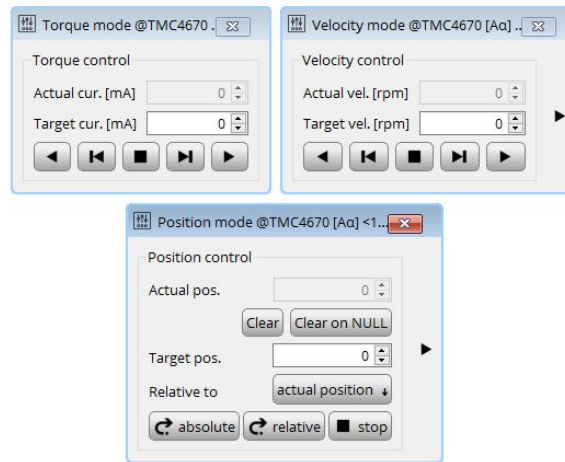 Torque mode @TMC4670 .
Torque control
Actual cur. [mA] 0
Target cur. [mA] 0
Velocity mode @TMC4670 [Aα] ..
Velocity control
Actual vel. [rpm] 0
Target vel. [rpm] 0
Position mode @TMC4670 [Aα] <1...
Position control
Actual pos. 0
Clear Clear on NULL
Target pos. 0
Relative to actual position
absolute relative stop